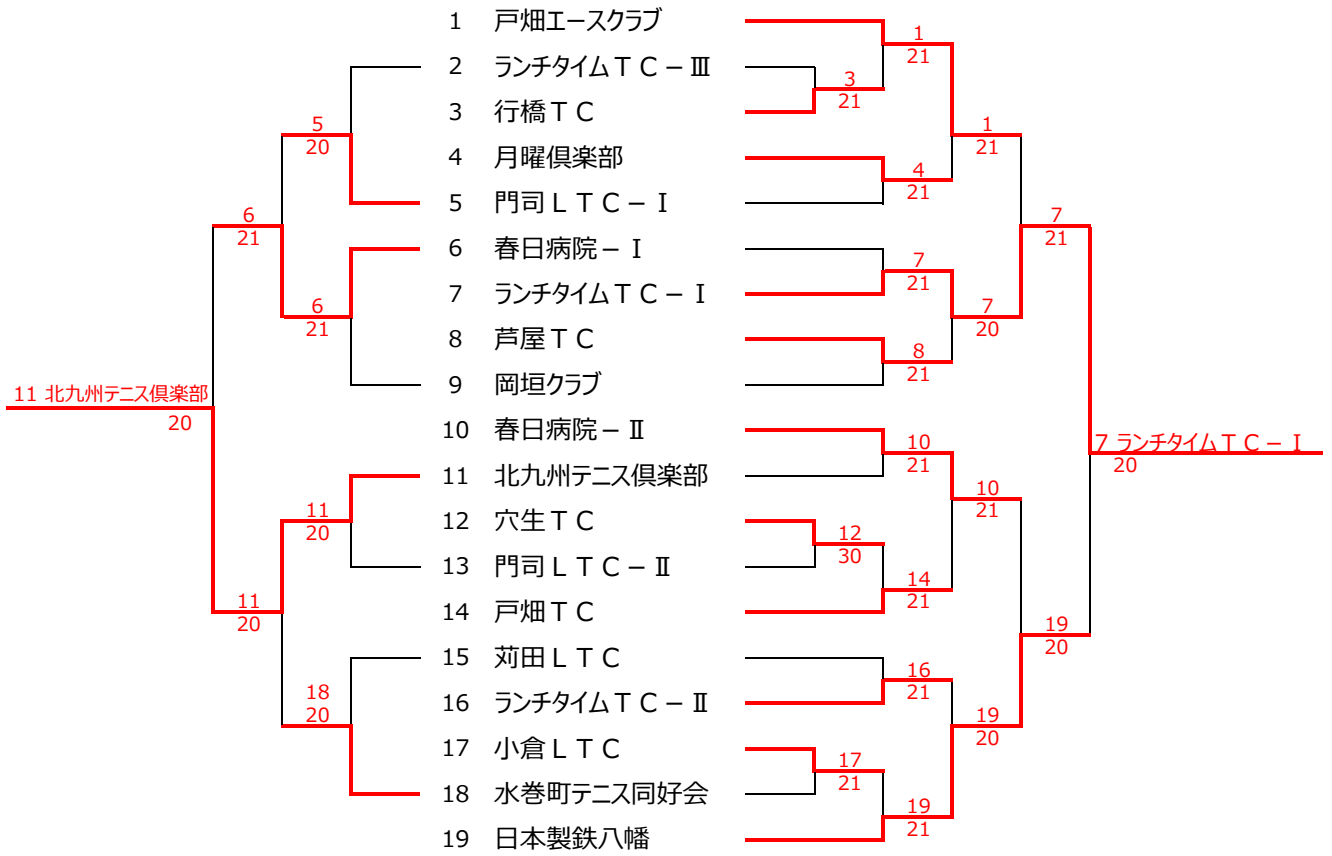 1 戸畑エースクラブ
2 ランチタイムＴＣ－Ⅲ
3 行橋ＴＣ
4 月曜倶楽部
5 門司ＬＴＣ－Ⅰ
6 春日病院－Ⅰ
7 ランチタイムＴＣ－Ⅰ
8 芦屋ＴＣ
9 岡垣クラブ
10 春日病院－Ⅱ
11 北九州テニス倶楽部
12 穴生ＴＣ
13 門司ＬＴＣ－Ⅱ
14 戸畑ＴＣ
15 苅田ＬＴＣ
16 ランチタイムＴＣ－Ⅱ
17 小倉ＬＴＣ
18 水巻町テニス同好会
19 日本製鉄八幡
5
20
6
21
6
21
11 北九州テニス倶楽部
20
11
20
11
20
18
20
1
21
3
21
1
21
4
21
7
21
7
21
7
20
8
21
7 ランチタイムＴＣ－Ⅰ
20
10
21
10
21
12
30
14
21
19
20
16
21
19
20
17
21
19
21